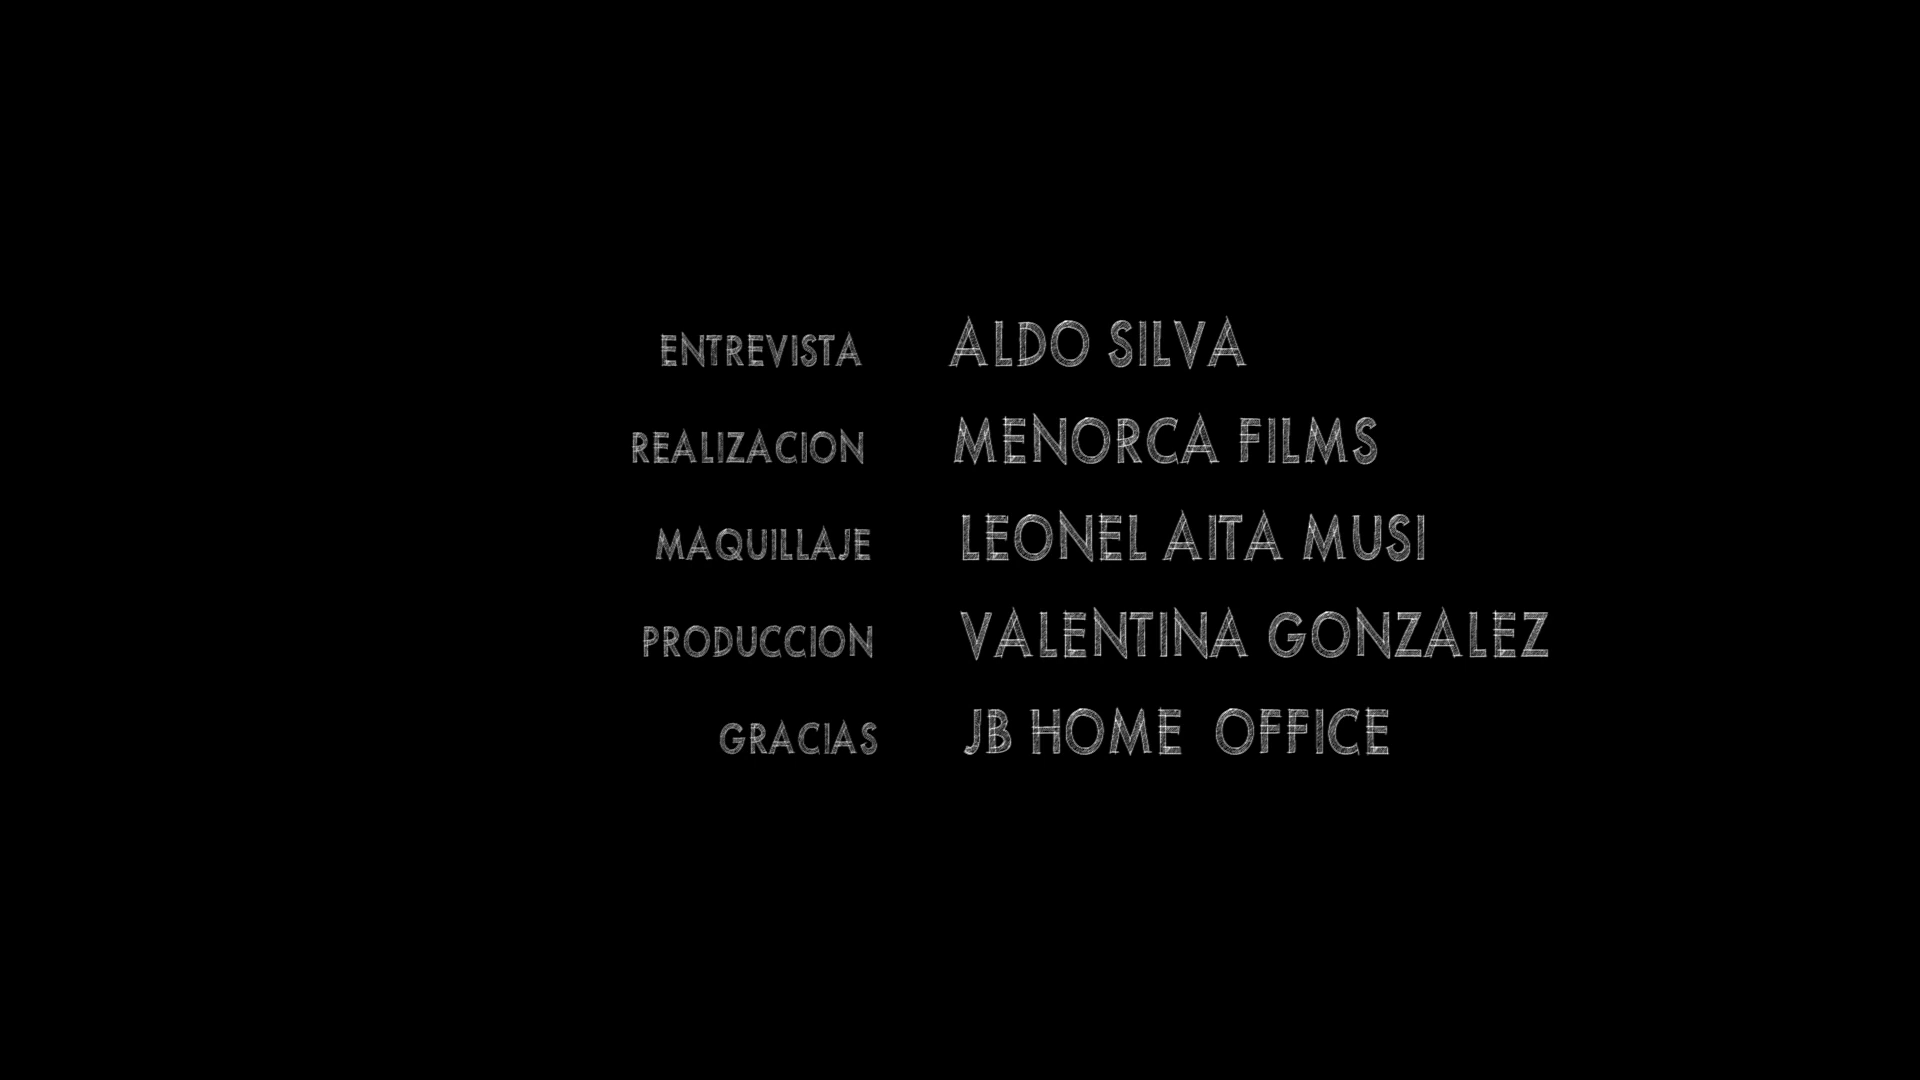 ENTREVISTA ALDO SILVA
REALIZACION MENORCA FILMS
MAQUILLAJE LEONEL AITA MUSI
PRODUCCION VALENTINA GONZALEZ
GRACIAS JB HOME OFFICE